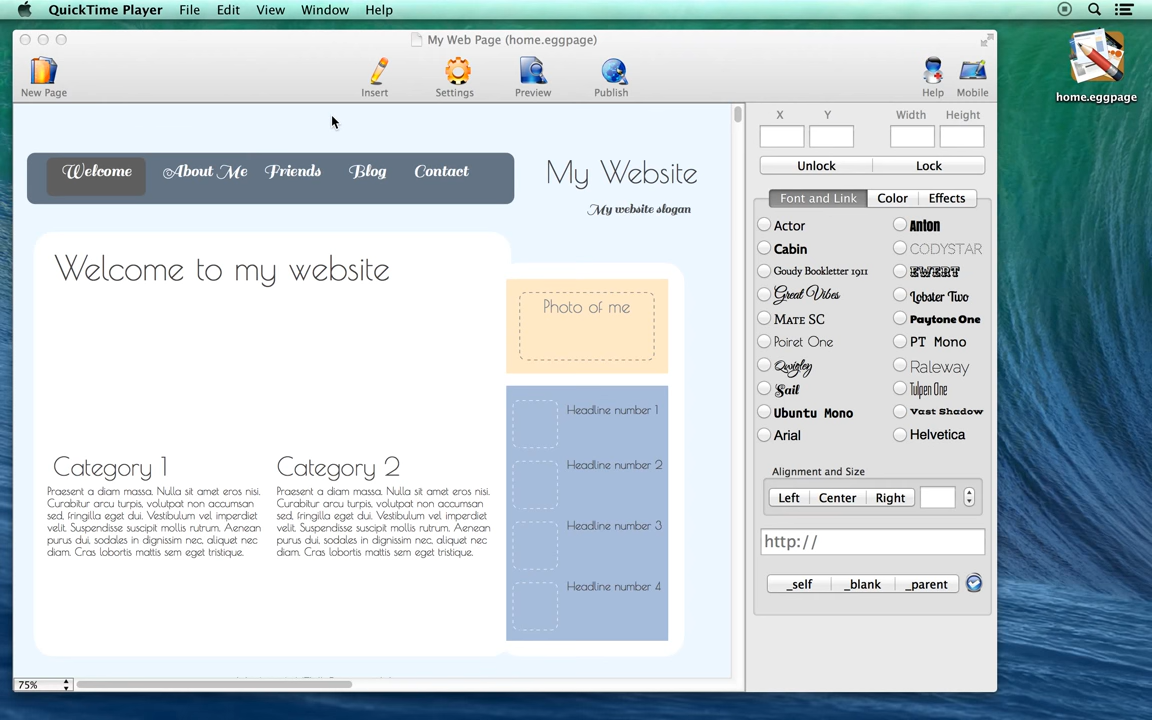 QuickTime Player File Edit View Window Help
My Web Page (home.eggpage)
New Page Insert Settings Preview Publish Help Mobile
home.eggpage
X Y Width Height
Unlock Lock
Font and Link Color Effects
Actor Anton
Cabin CODYSTAR
Goudy Bookletter 1911 EWERT
Great Vibes Lobster Two
Mate SC Paytone One
Poiret One PT Mono
Qwigley Raleway
Sail Tulpen One
Ubuntu Mono Vast Shadow
Arial Helvetica
Alignment and Size
Left Center Right
http://
_self _blank _parent
Welcome About Me Friends Blog Contact
My Website
My website slogan
Welcome to my website
Photo of me
Headline number 1
Headline number 2
Headline number 3
Headline number 4
Category 1
Praesent a diam massa. Nulla sit amet eros nisi.
Curabitur arcu turpis, volutpat non accumsan
sed, fringilla eget dui. Vestibulum vel imperdiet
velit. Suspendisse suscipit mollis rutrum. Aenean
purus dui, sodales in dignissim nec, aliquet nec
diam. Cras lobortis mattis sem eget tristique.
Category 2
Praesent a diam massa. Nulla sit amet eros nisi.
Curabitur arcu turpis, volutpat non accumsan
sed, fringilla eget dui. Vestibulum vel imperdiet
velit. Suspendisse suscipit mollis rutrum. Aenean
purus dui, sodales in dignissim nec, aliquet nec
diam. Cras lobortis mattis sem eget tristique.
75%